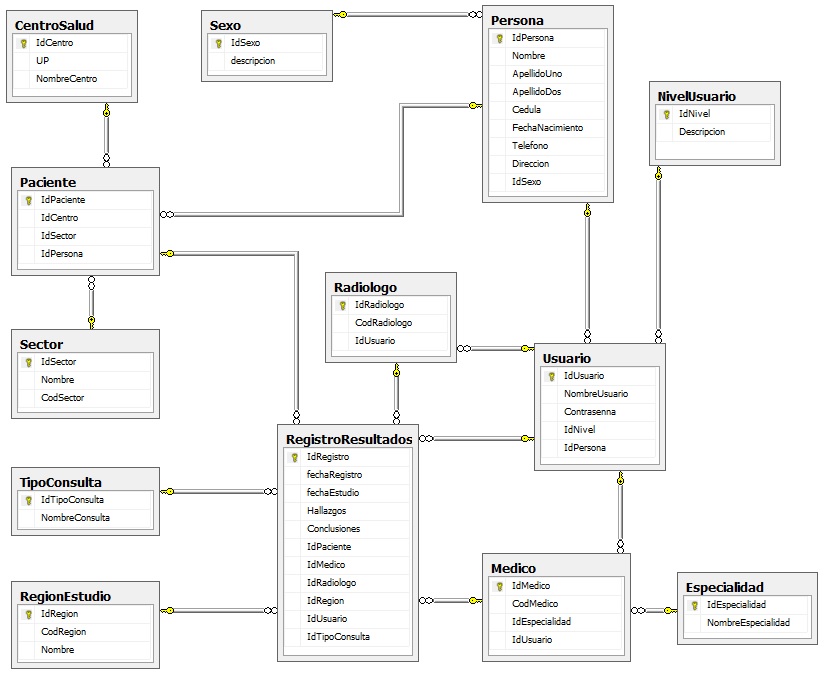 CentroSalud
IdCentro
UP
NombreCentro
Sexo
IdSexo
descripcion
Persona
IdPersona
Nombre
ApellidoUno
ApellidoDos
Cedula
FechaNacimiento
Telefono
Direccion
IdSexo
NivelUsuario
IdNivel
Descripcion
Paciente
IdPaciente
IdCentro
IdSector
IdPersona
Radiologo
IdRadiologo
CodRadiologo
IdUsuario
Sector
IdSector
Nombre
CodSector
Usuario
IdUsuario
NombreUsuario
Contrasenna
IdNivel
IdPersona
RegistroResultados
IdRegistro
fechaRegistro
fechaEstudio
Hallazgos
Conclusiones
IdPaciente
IdMedico
IdRadiologo
IdRegion
IdUsuario
IdTipoConsulta
TipoConsulta
IdTipoConsulta
NombreConsulta
RegionEstudio
IdRegion
CodRegion
Nombre
Medico
IdMedico
CodMedico
IdEspecialidad
IdUsuario
Especialidad
IdEspecialidad
NombreEspecialidad